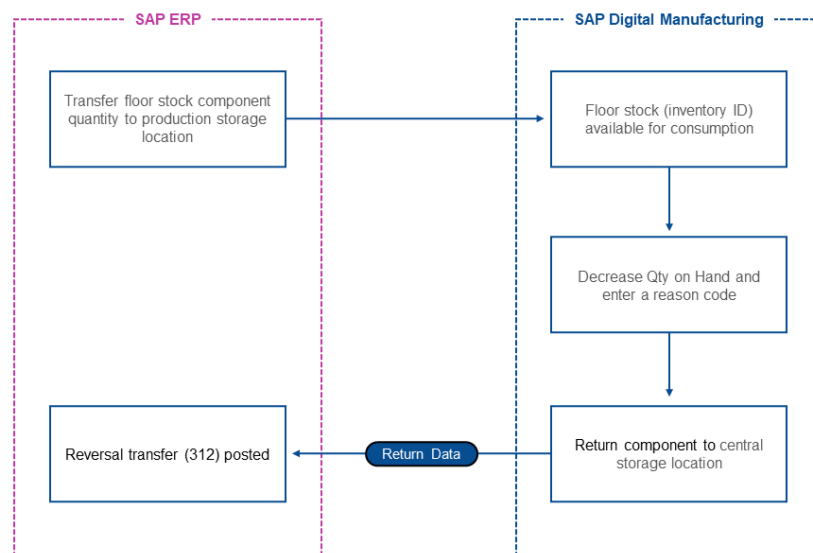 SAP ERP
SAP Digital Manufacturing
Transfer floor stock component
quantity to production storage
location
Floor stock (inventory ID)
available for consumption
Decrease Qty on Hand and
enter a reason code
Reversal transfer (312) posted
Return Data
Return component to central
storage location